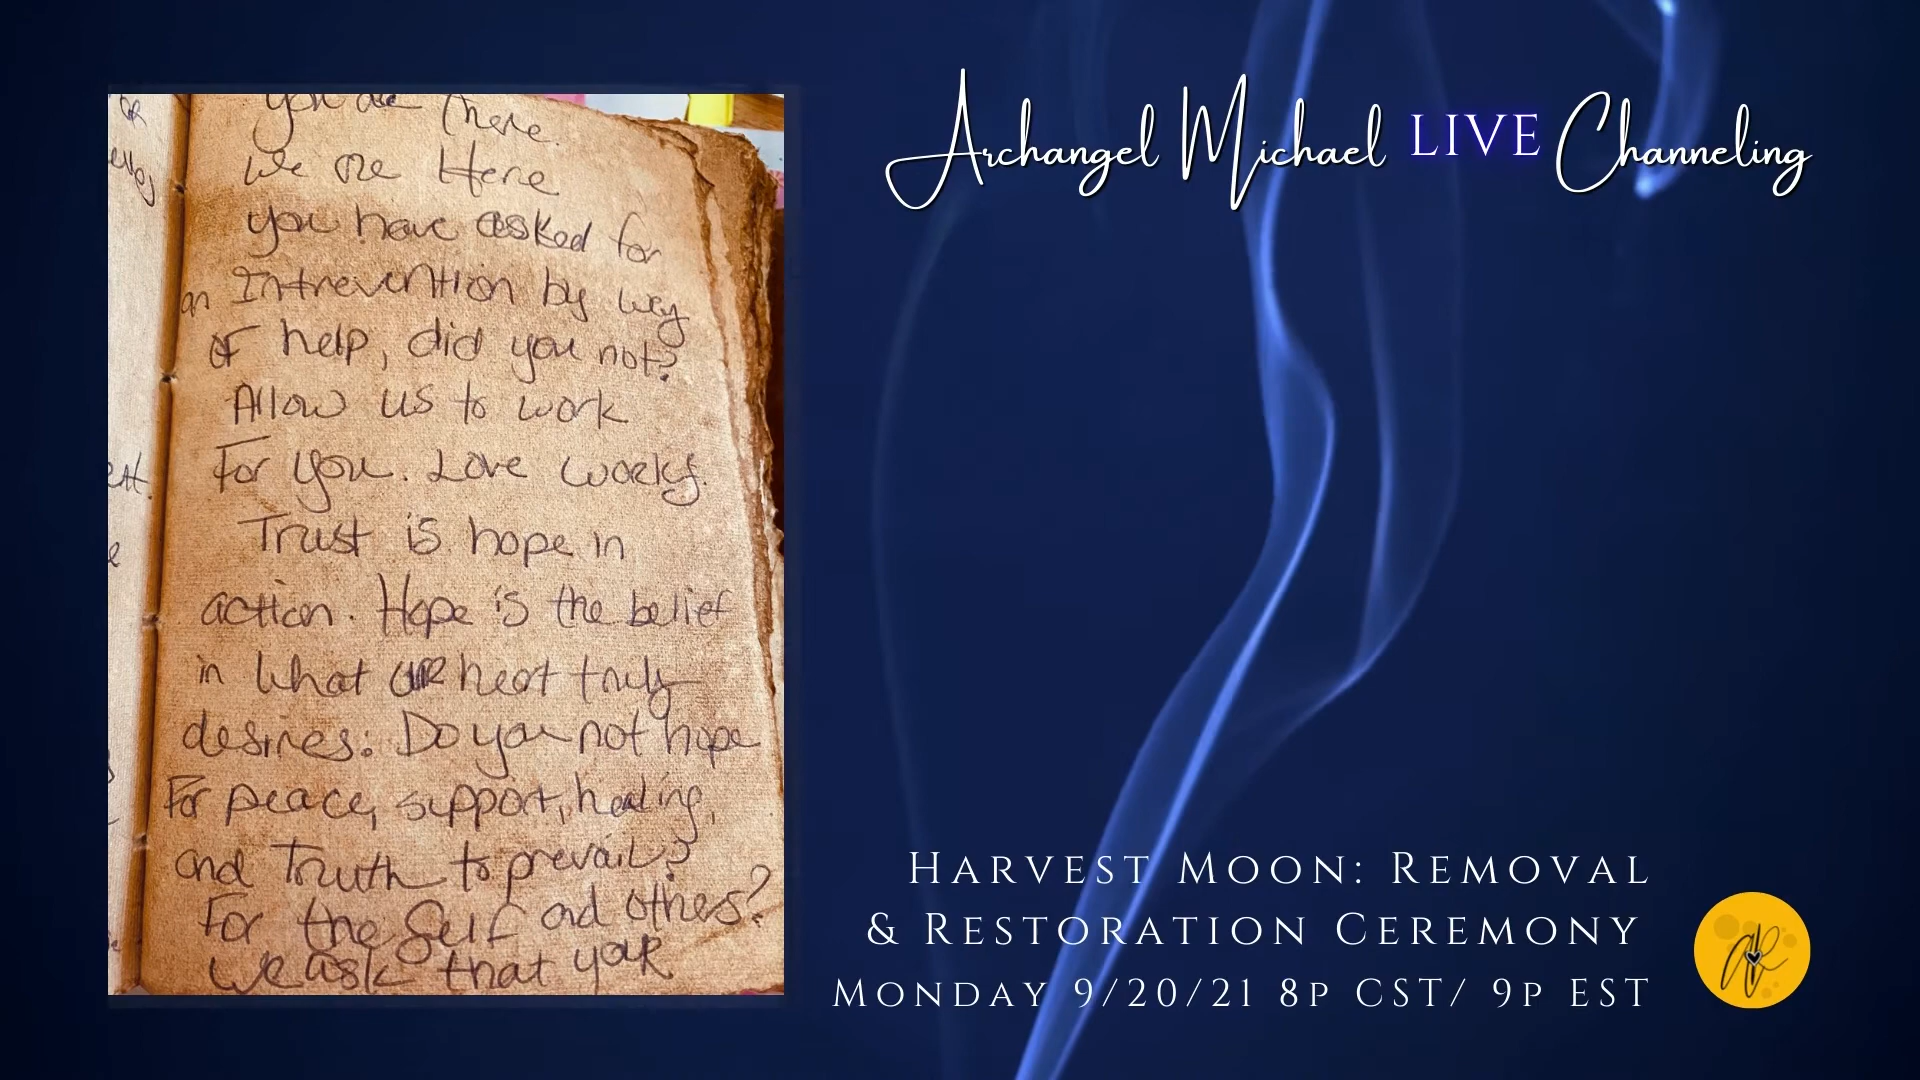 Archangel Michael LIVE Channeling
you are there.
we are Here
you have asked for
an Intrevention by way
of help, did you not?
Allow us to work
For you. Love works.
Trust is hope in
action. Hope is the belief
in what our heart truly
desires. Do you not hope
For peace, support, healing,
and Truth to prevail?
For the Self and others?
we ask that your
Harvest Moon: Removal
& Restoration Ceremony
Monday 9/20/21 8p CST/ 9p EST